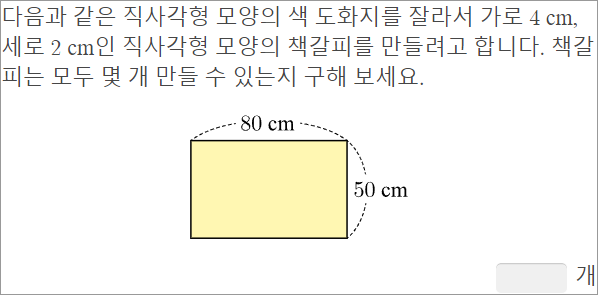 다음과 같은 직사각형 모양의 색 도화지를 잘라서 가로 4 cm,
세로 2 cm인 직사각형 모양의 책갈피를 만들려고 합니다. 책갈
피는 모두 몇 개 만들 수 있는지 구해 보세요.
80 cm
50 cm
개